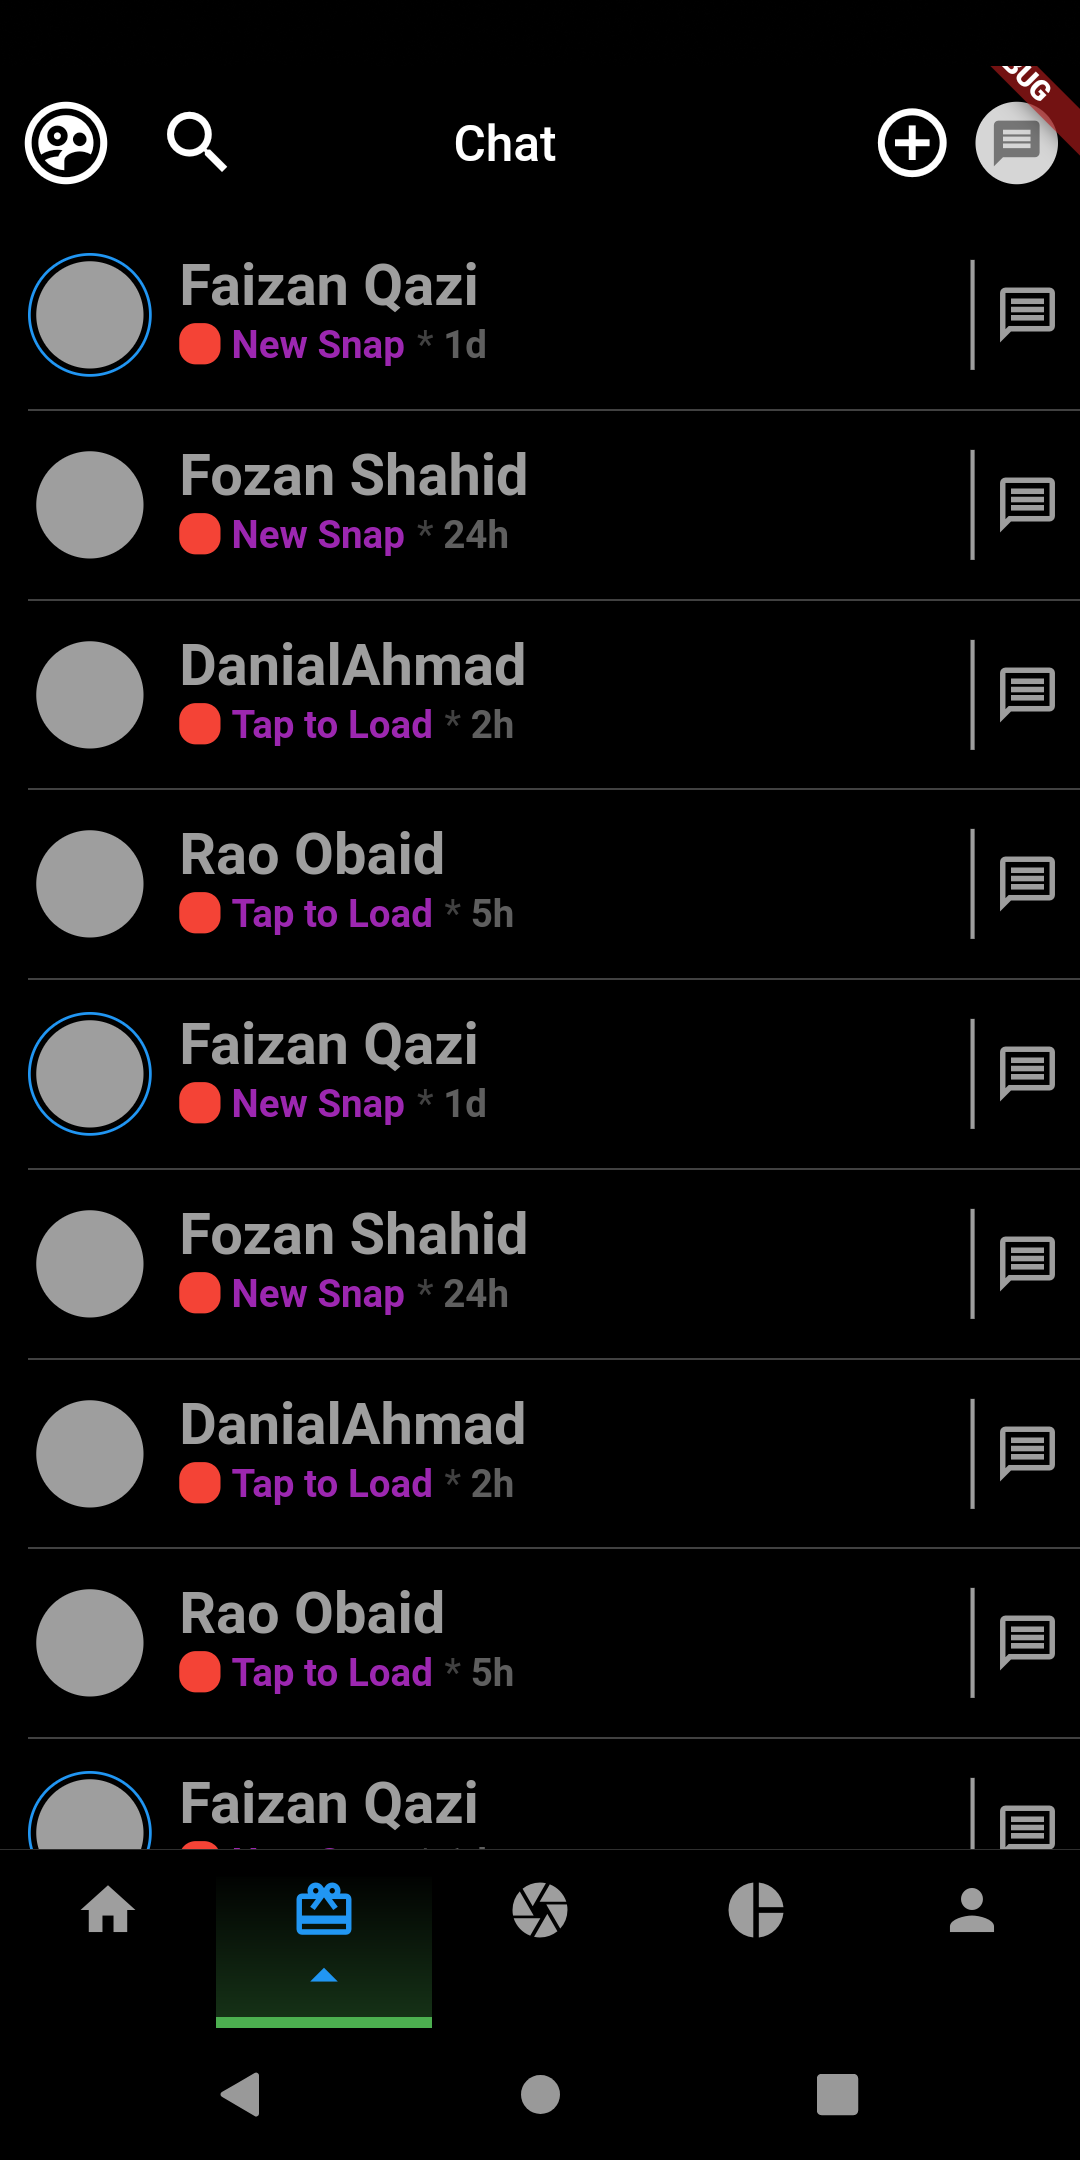 Chat
Faizan Qazi
New Snap * 1d
Fozan Shahid
New Snap * 24h
DanialAhmad
Tap to Load * 2h
Rao Obaid
Tap to Load * 5h
Faizan Qazi
New Snap * 1d
Fozan Shahid
New Snap * 24h
DanialAhmad
Tap to Load * 2h
Rao Obaid
Tap to Load * 5h
Faizan Qazi